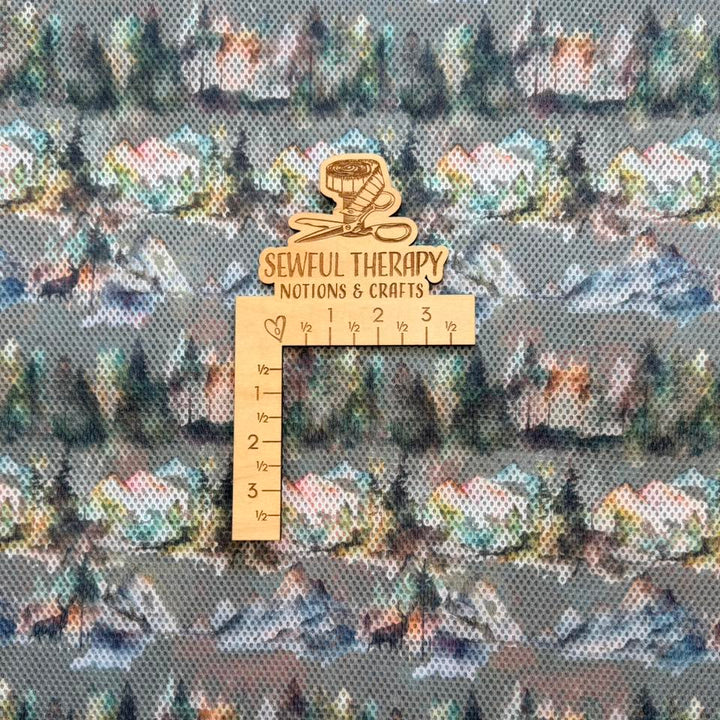 SEWFUL THERAPY
NOTIONS & CRAFTS
0 ½ 1 ½ 2 ½ 3 ½
½
1
½
2
½
3
½